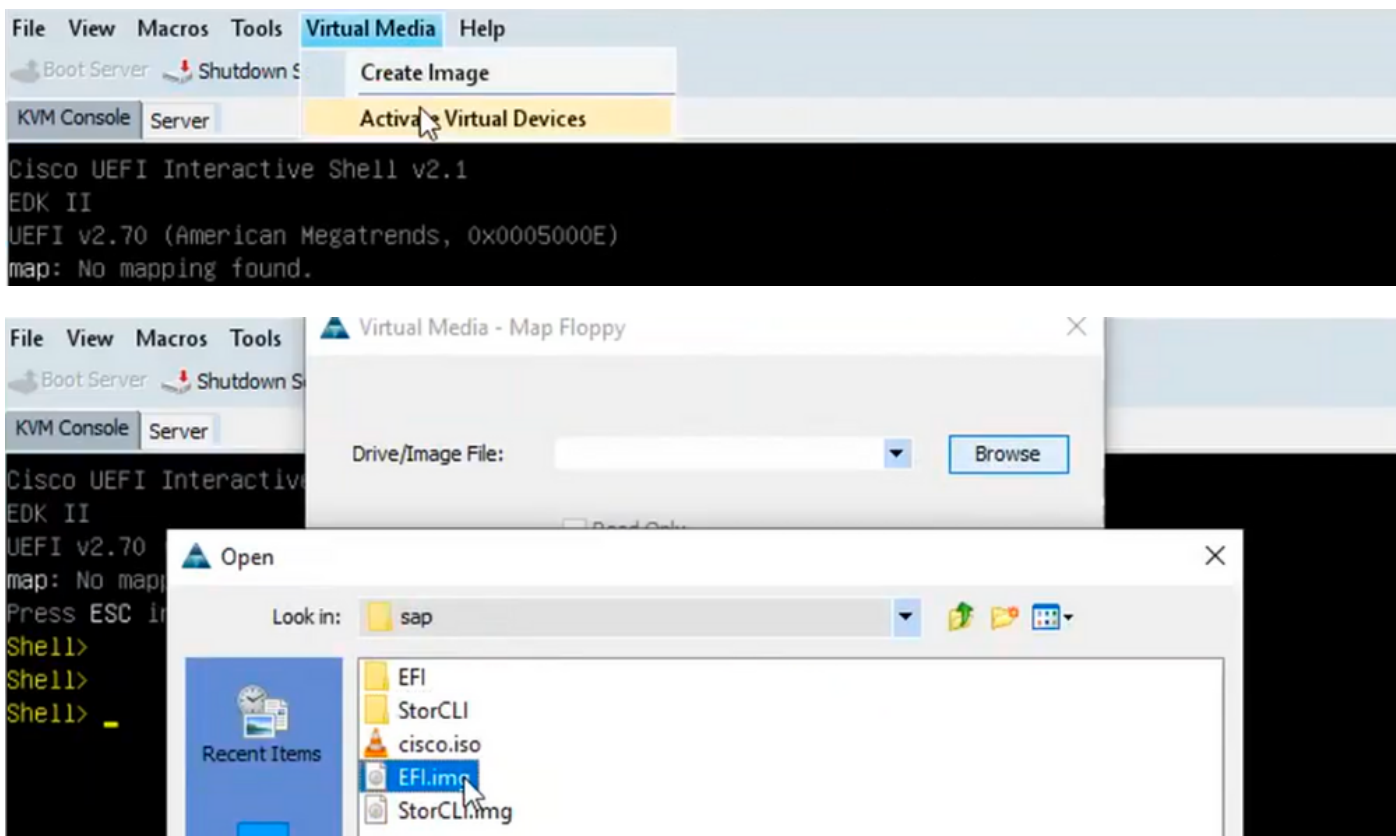 File View Macros Tools Virtual Media Help
Boot Server Shutdown S
Create Image
KVM Console Server
Activate Virtual Devices
Cisco UEFI Interactive Shell v2.1
EDK II
UEFI v2.70 (American Megatrends, 0x0005000E)
map: No mapping found.
Virtual Media - Map Floppy
File View Macros Tools
Boot Server Shutdown S
KVM Console Server
Drive/Image File:
Browse
Cisco UEFI Interactiv
EDK II
Read Only
UEFI v2.70
Open
map: No map
Press ESC i
Look in: sap
Shell>
Shell>
Shell> _
EFI
StorCLI
cisco.iso
EFI.img
StorCLI.img
Recent Items